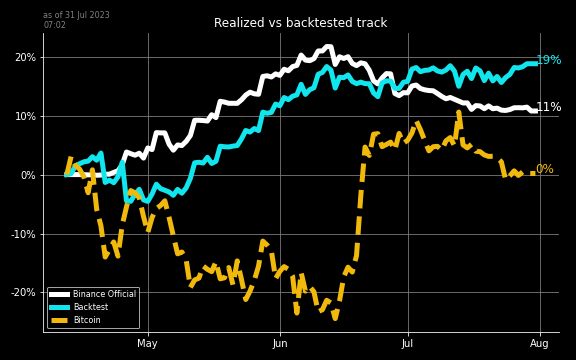 as of 31 Jul 2023
07:02
Realized vs backtested track
20%
10%
0%
-10%
-20%
19%
11%
0%
Binance Official
Backtest
Bitcoin
May
Jun
Jul
Aug